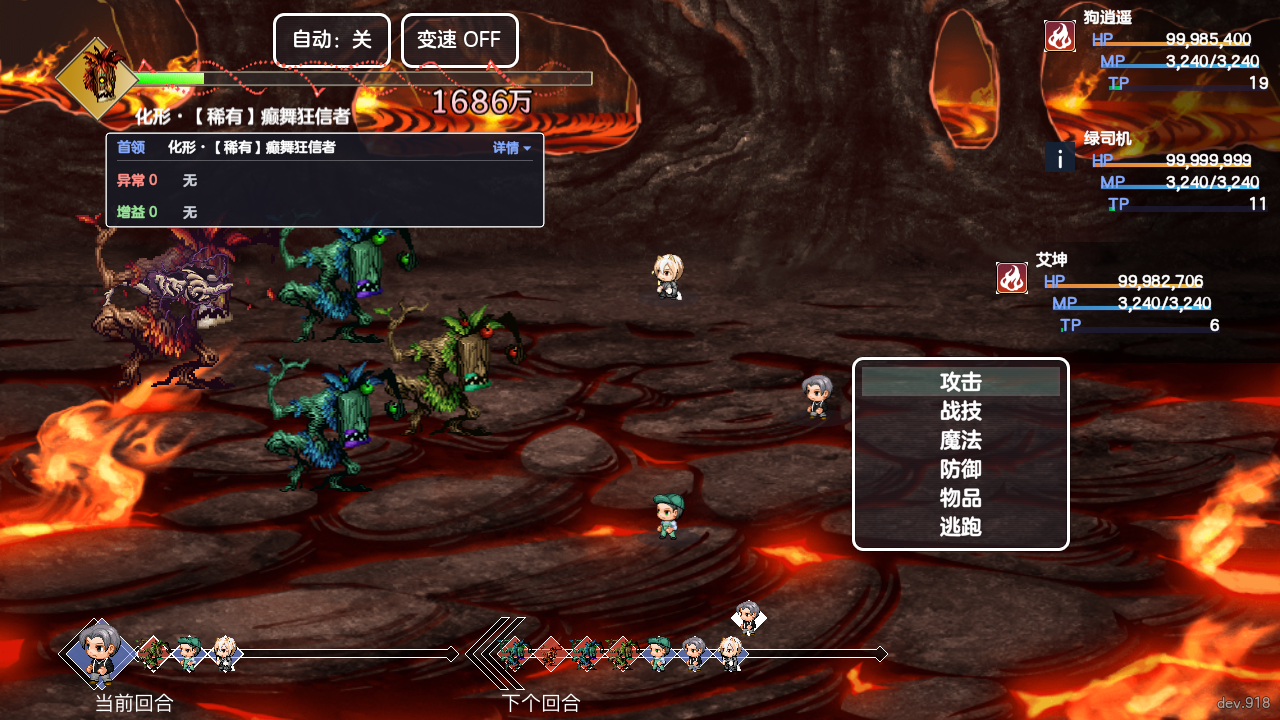 自动：关
变速 OFF
1686万
化形·【稀有】癫舞狂信者
首领 化形·【稀有】癫舞狂信者 详情
异常 0 无
增益 0 无
狗逍遥
HP 99,985,400
MP 3,240/3,240
TP 19
绿司机
HP 99,999,999
MP 3,240/3,240
TP 11
艾坤
HP 99,982,706
MP 3,240/3,240
TP 6
攻击
战技
魔法
防御
物品
逃跑
当前回合
下个回合
dev.918